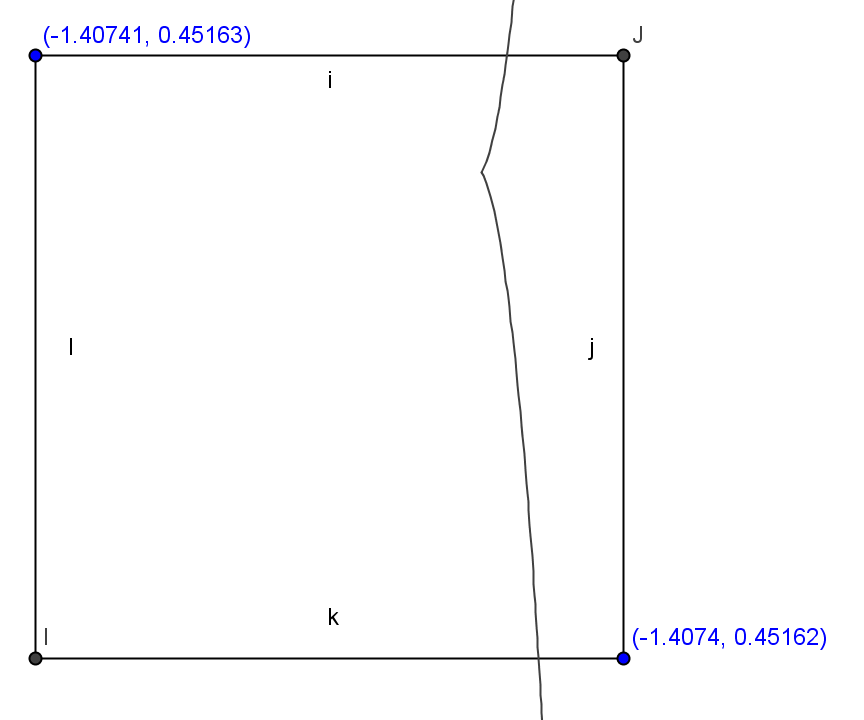 (-1.40741, 0.45163)
J
i
l
j
k
I
(-1.4074, 0.45162)